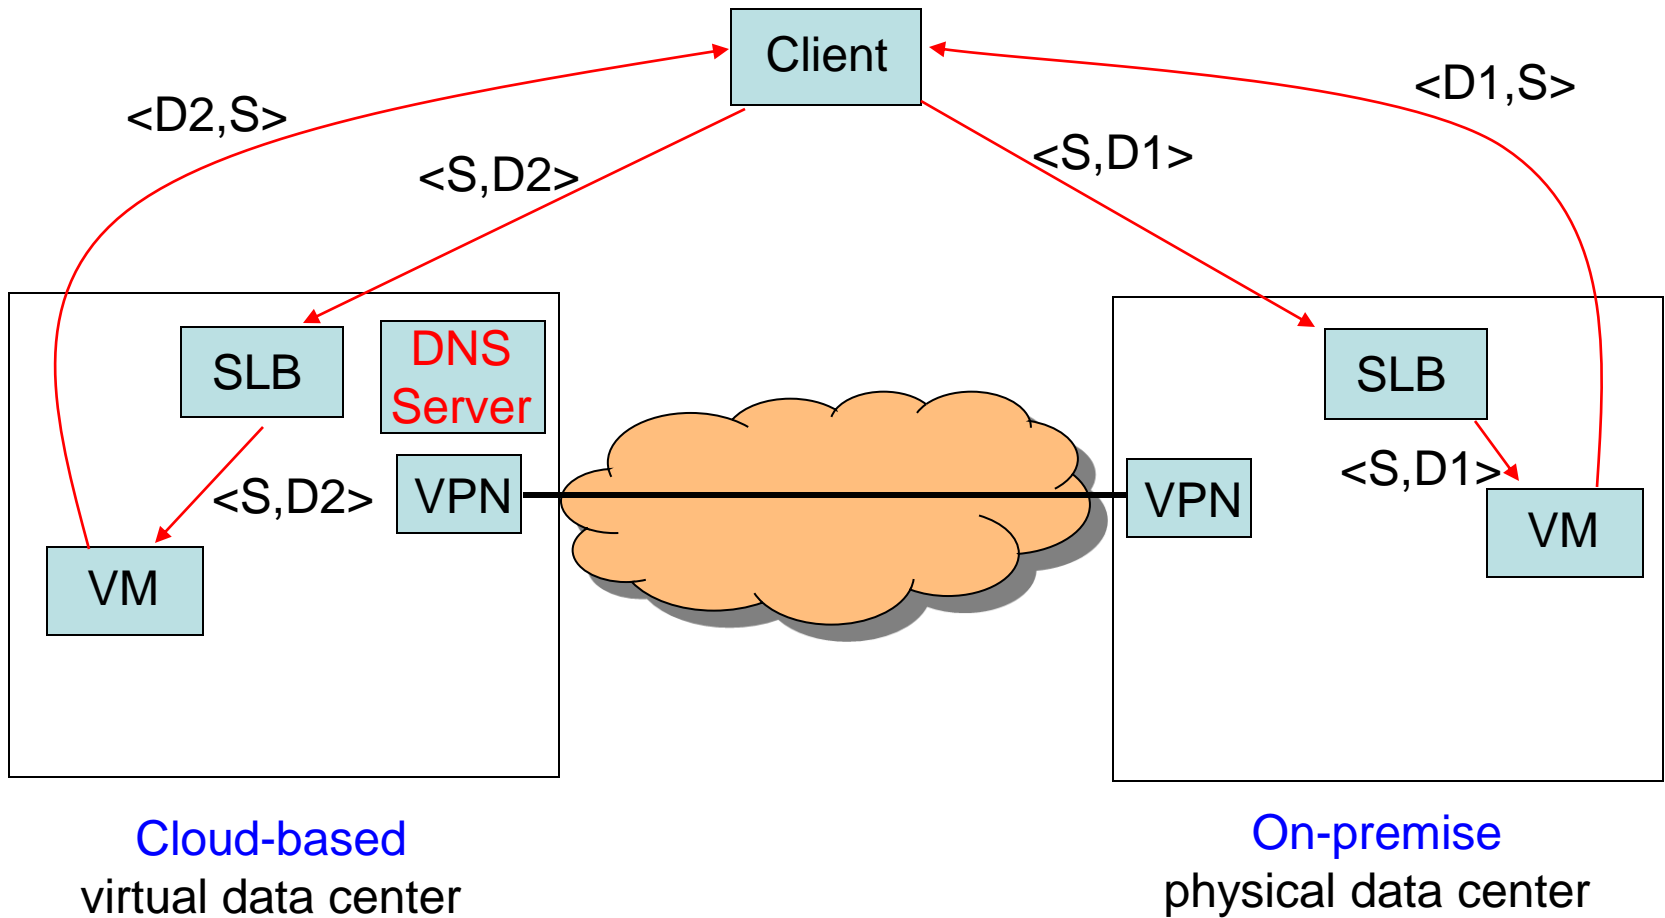 Client
<D2,S>
<D1,S>
<S,D2>
<S,D1>
SLB
DNS
Server
SLB
<S,D2>
VPN
VPN
<S,D1>
VM
VM
Cloud-based
virtual data center
On-premise
physical data center